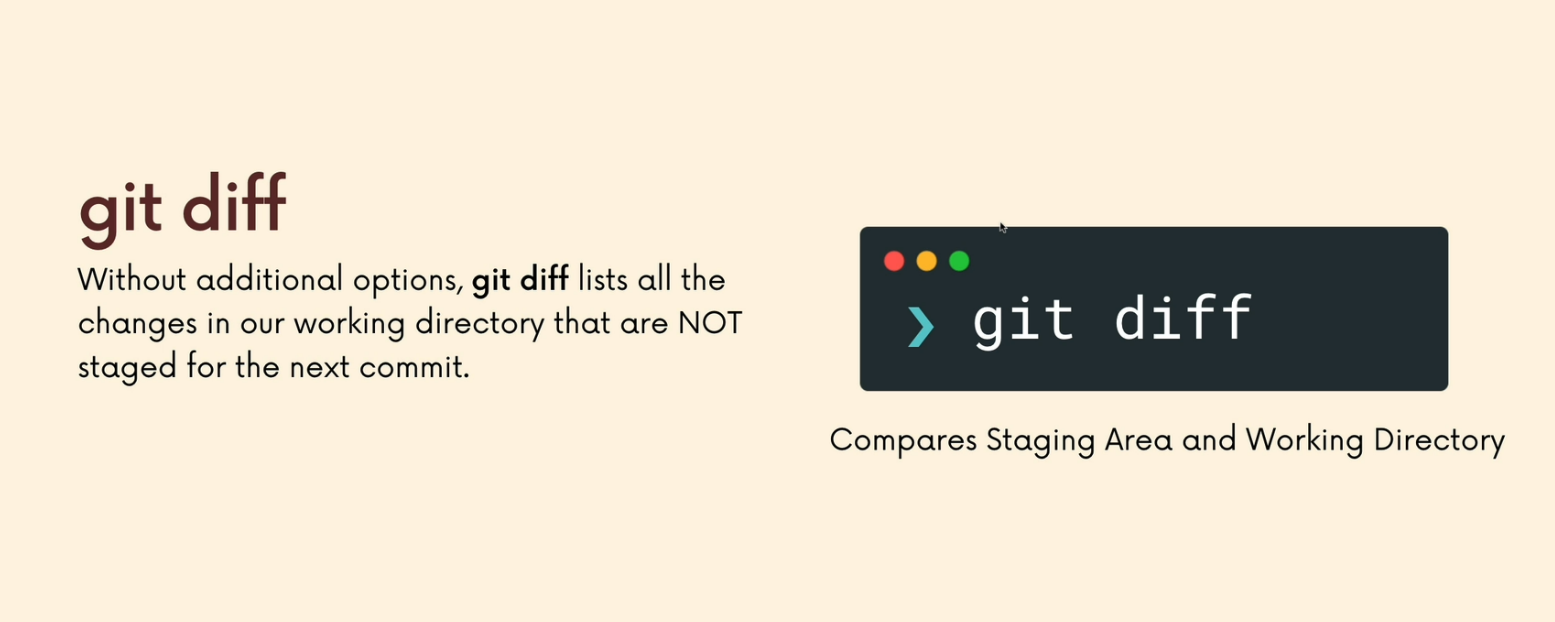 git diff
Without additional options, git diff lists all the
changes in our working directory that are NOT
staged for the next commit.
❯ git diff
Compares Staging Area and Working Directory